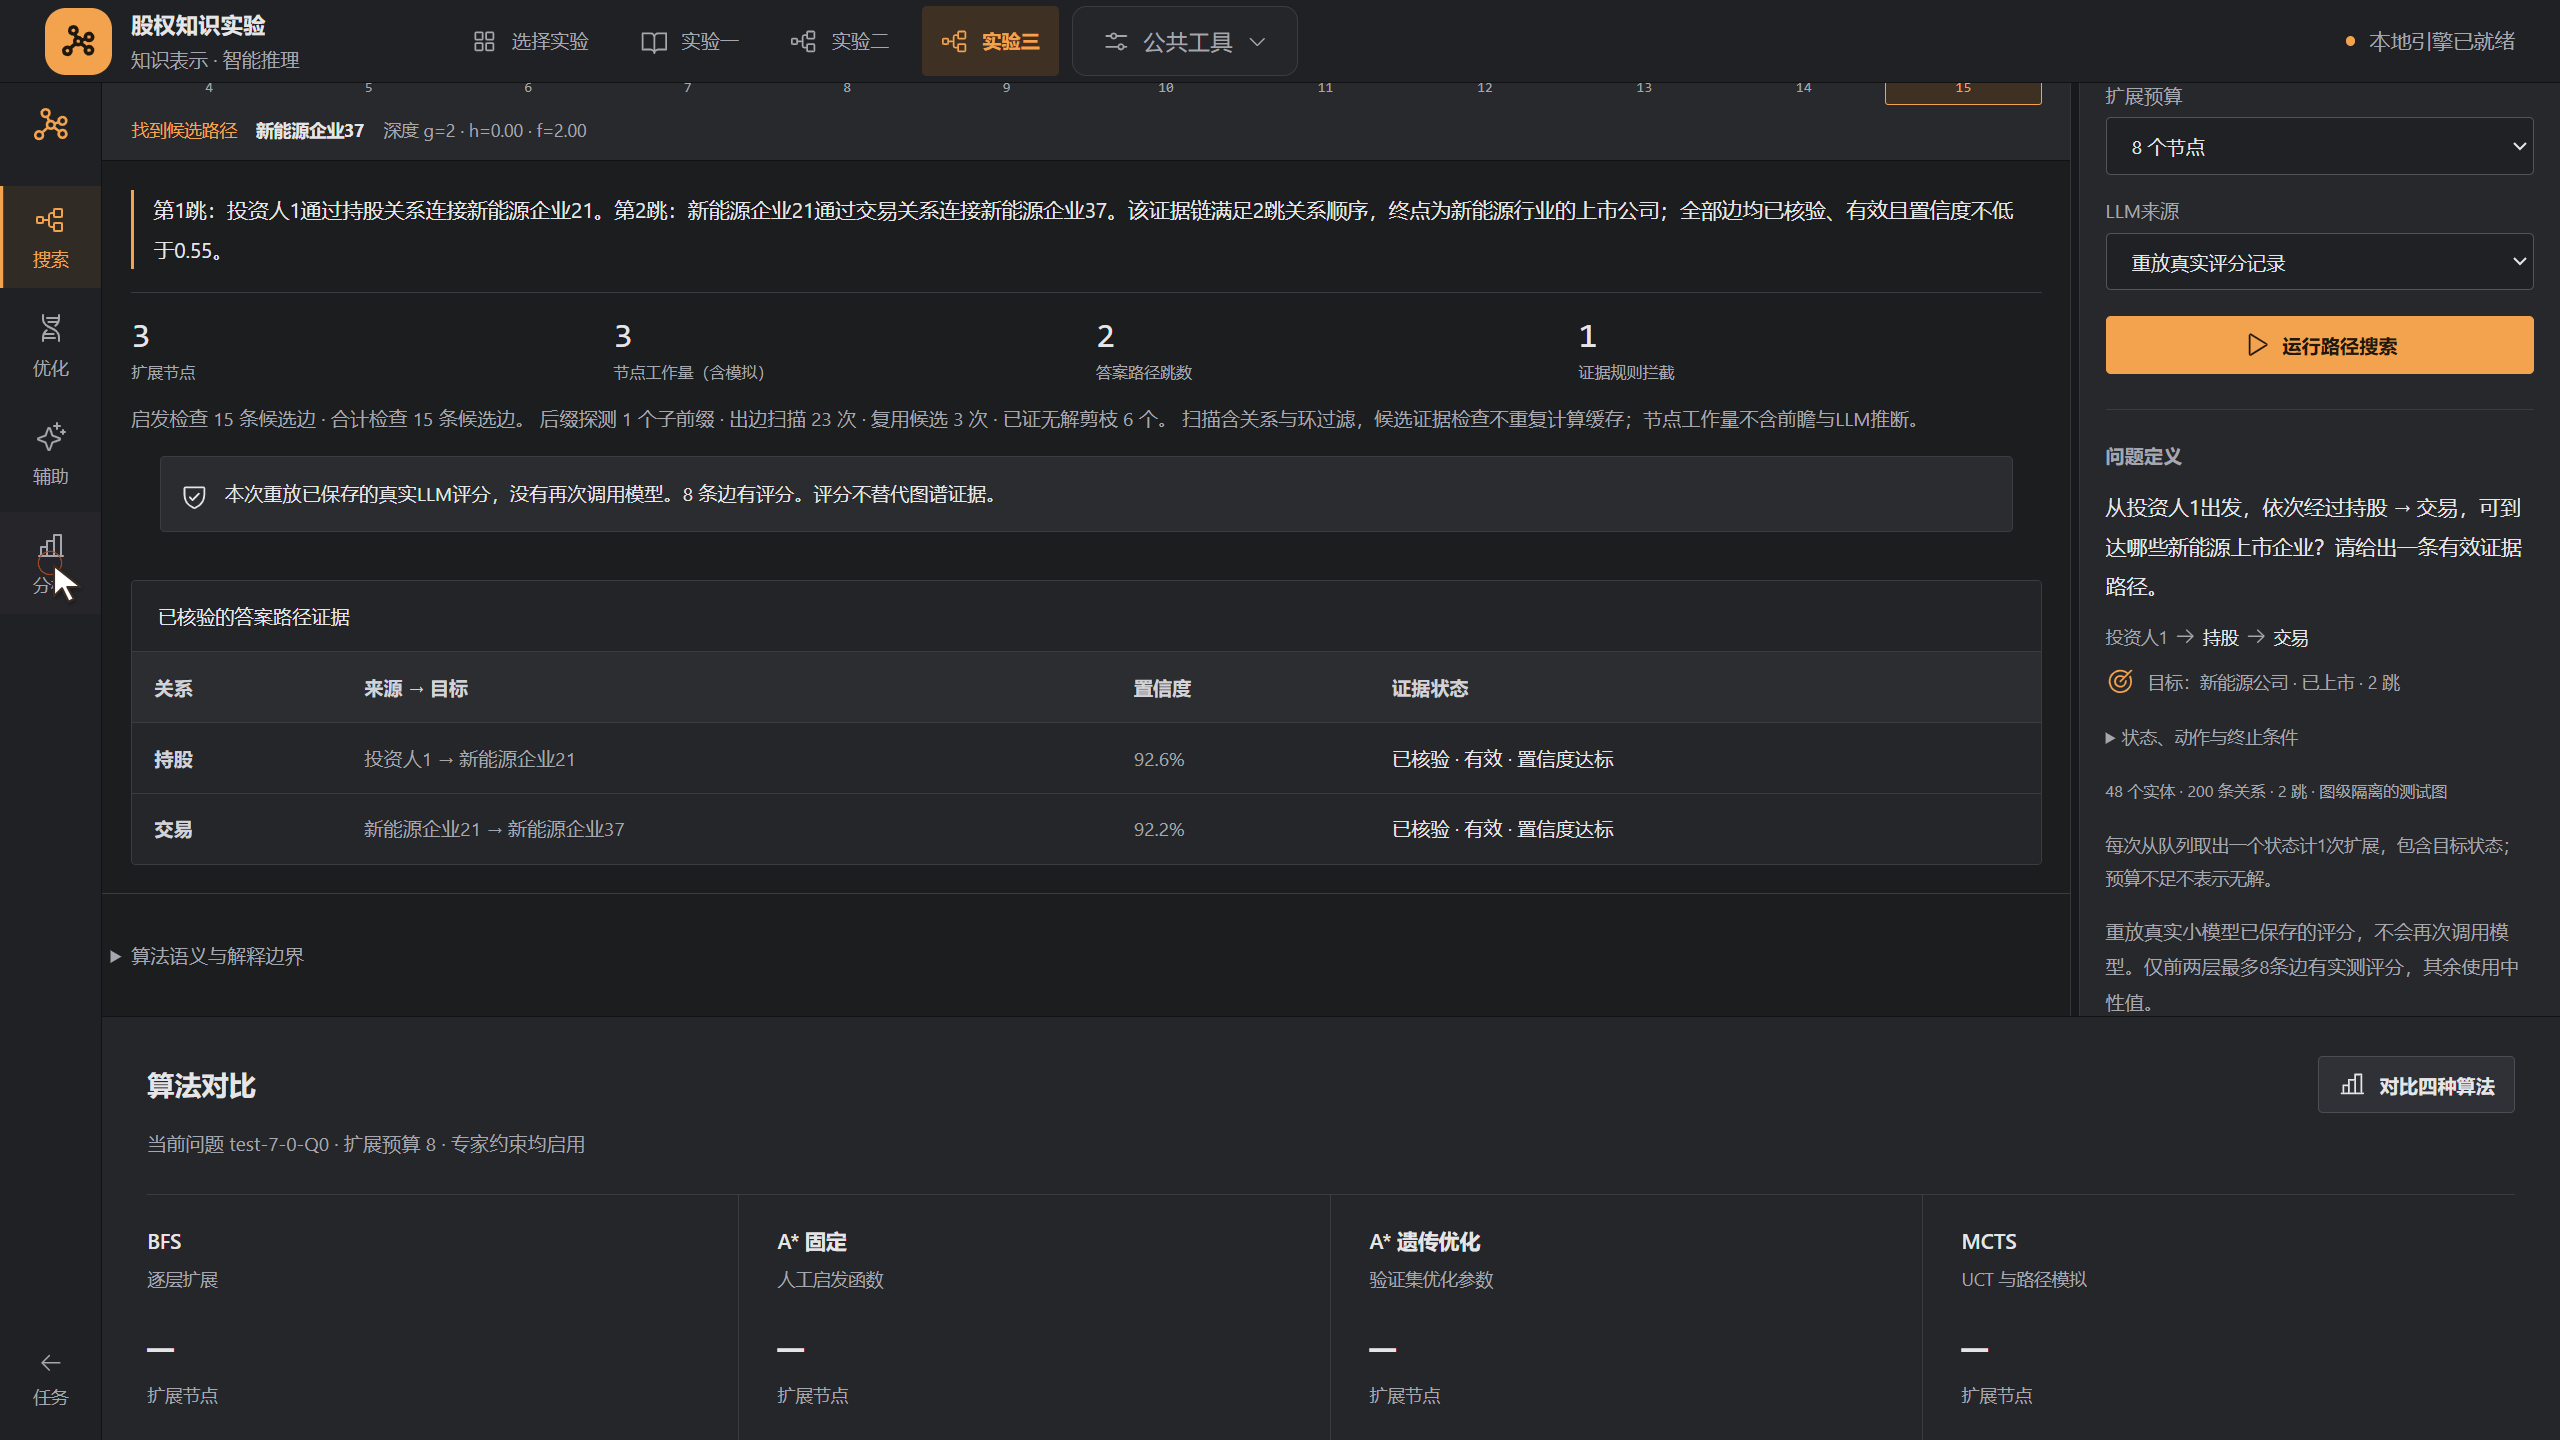 股权知识实验
知识表示 · 智能推理
选择实验
实验一
实验二
实验三
公共工具
本地引擎已就绪
搜索
优化
辅助
任务
4 5 6 7 8 9 10 11 12 13 14 15
找到候选路径 新能源企业37 深度 g=2 · h=0.00 · f=2.00
第1跳：投资人1通过持股关系连接新能源企业21。第2跳：新能源企业21通过交易关系连接新能源企业37。该证据链满足2跳关系顺序，终点为新能源行业的上市公司；全部边均已核验、有效且置信度不低
于0.55。
3 3 2 1
扩展节点 节点工作量（含模拟） 答案路径跳数 证据规则拦截
启发检查 15 条候选边 · 合计检查 15 条候选边。 后缀探测 1 个子前缀 · 出边扫描 23 次 · 复用候选 3 次 · 已证无解剪枝 6 个。 扫描含关系与环过滤，候选证据检查不重复计算缓存；节点工作量不含前瞻与LLM推断。
本次重放已保存的真实LLM评分，没有再次调用模型。8 条边有评分。评分不替代图谱证据。
已核验的答案路径证据
关系 来源 → 目标 置信度 证据状态
持股 投资人1 → 新能源企业21 92.6% 已核验 · 有效 · 置信度达标
交易 新能源企业21 → 新能源企业37 92.2% 已核验 · 有效 · 置信度达标
算法语义与解释边界
扩展预算
8 个节点
LLM来源
重放真实评分记录
运行路径搜索
问题定义
从投资人1出发，依次经过持股 → 交易，可到
达哪些新能源上市企业？请给出一条有效证据
路径。
投资人1 → 持股 → 交易
目标：新能源公司 · 已上市 · 2 跳
状态、动作与终止条件
48 个实体 · 200 条关系 · 2 跳 · 图级隔离的测试图
每次从队列取出一个状态计1次扩展，包含目标状态；
预算不足不表示无解。
重放真实小模型已保存的评分，不会再次调用模
型。仅前两层最多8条边有实测评分，其余使用中
性值。
算法对比
对比四种算法
当前问题 test-7-0-Q0 · 扩展预算 8 · 专家约束均启用
BFS A* 固定 A* 遗传优化 MCTS
逐层扩展 人工启发函数 验证集优化参数 UCT 与路径模拟
— — — —
扩展节点 扩展节点 扩展节点 扩展节点